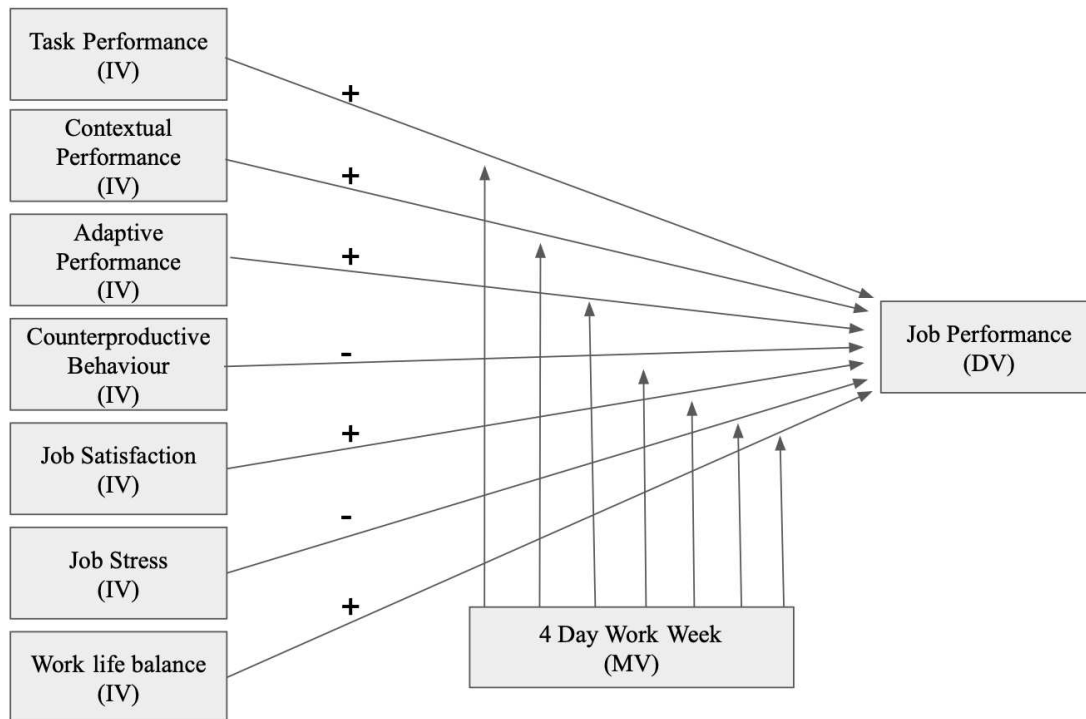 Task Performance
(IV)
+
Contextual
Performance
(IV)
+
Adaptive
Performance
(IV)
+
Counterproductive
Behaviour
(IV)
-
Job Performance
(DV)
Job Satisfaction
(IV)
+
Job Stress
(IV)
-
Work life balance
(IV)
+
4 Day Work Week
(MV)